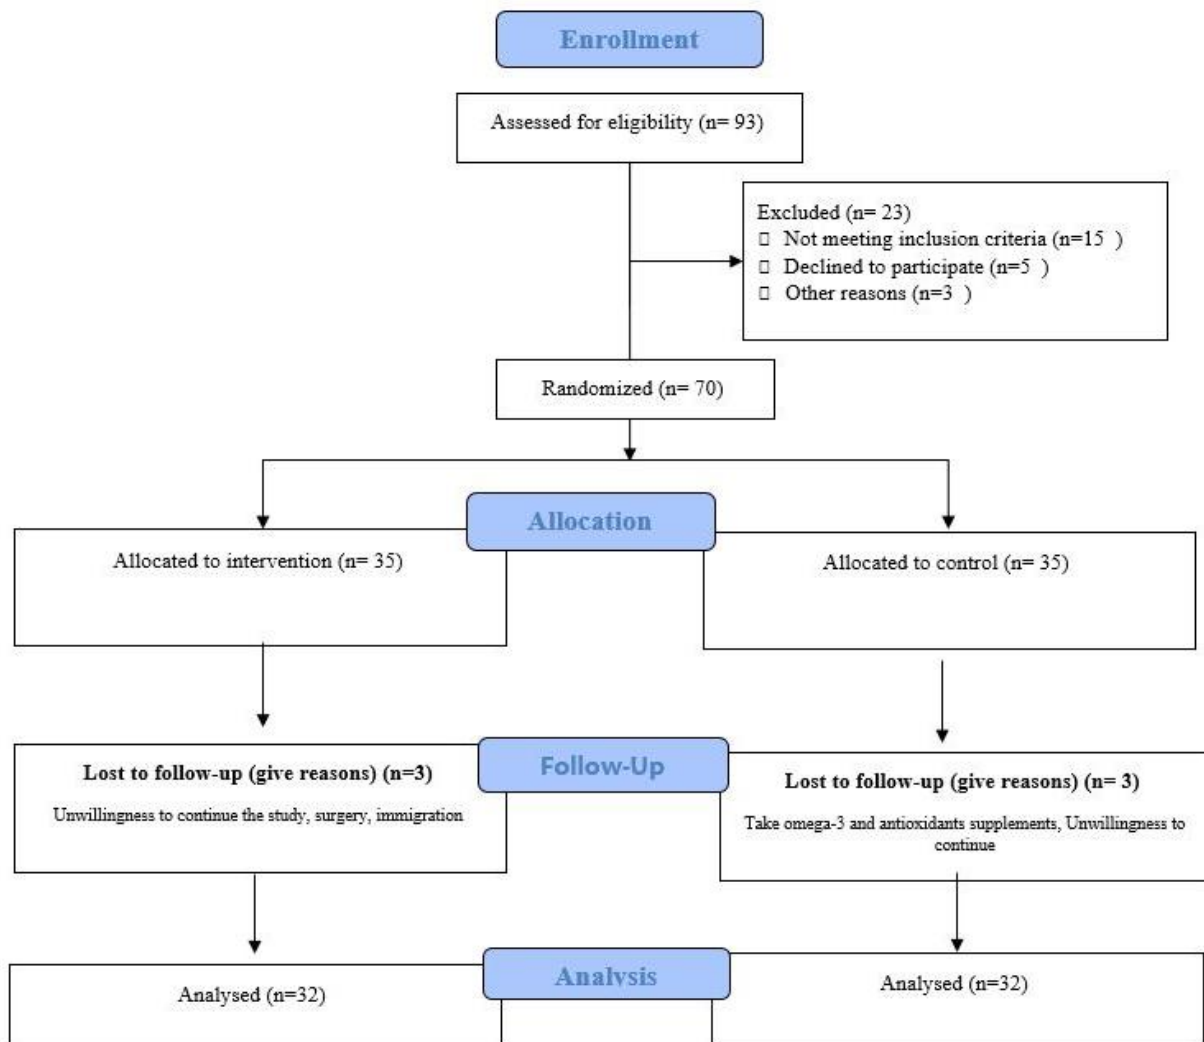 Enrollment
Assessed for eligibility (n= 93)
Excluded (n= 23)
▯ Not meeting inclusion criteria (n=15 )
▯ Declined to participate (n=5 )
▯ Other reasons (n=3 )
Randomized (n= 70)
Allocation
Allocated to intervention (n= 35)
Allocated to control (n= 35)
Follow-Up
Lost to follow-up (give reasons) (n=3)
Unwillingness to continue the study, surgery, immigration
Lost to follow-up (give reasons) (n= 3)
Take omega-3 and antioxidants supplements, Unwillingness to
continue
Analysis
Analysed (n=32)
Analysed (n=32)